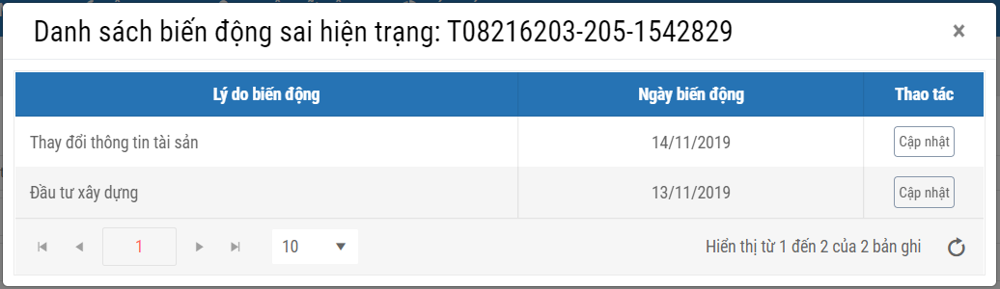 Danh sách biến động sai hiện trạng: T08216203-205-1542829 ×
Lý do biến động Ngày biến động Thao tác
Thay đổi thông tin tài sản 14/11/2019 Cập nhật
Đầu tư xây dựng 13/11/2019 Cập nhật
1 10 Hiển thị từ 1 đến 2 của 2 bản ghi